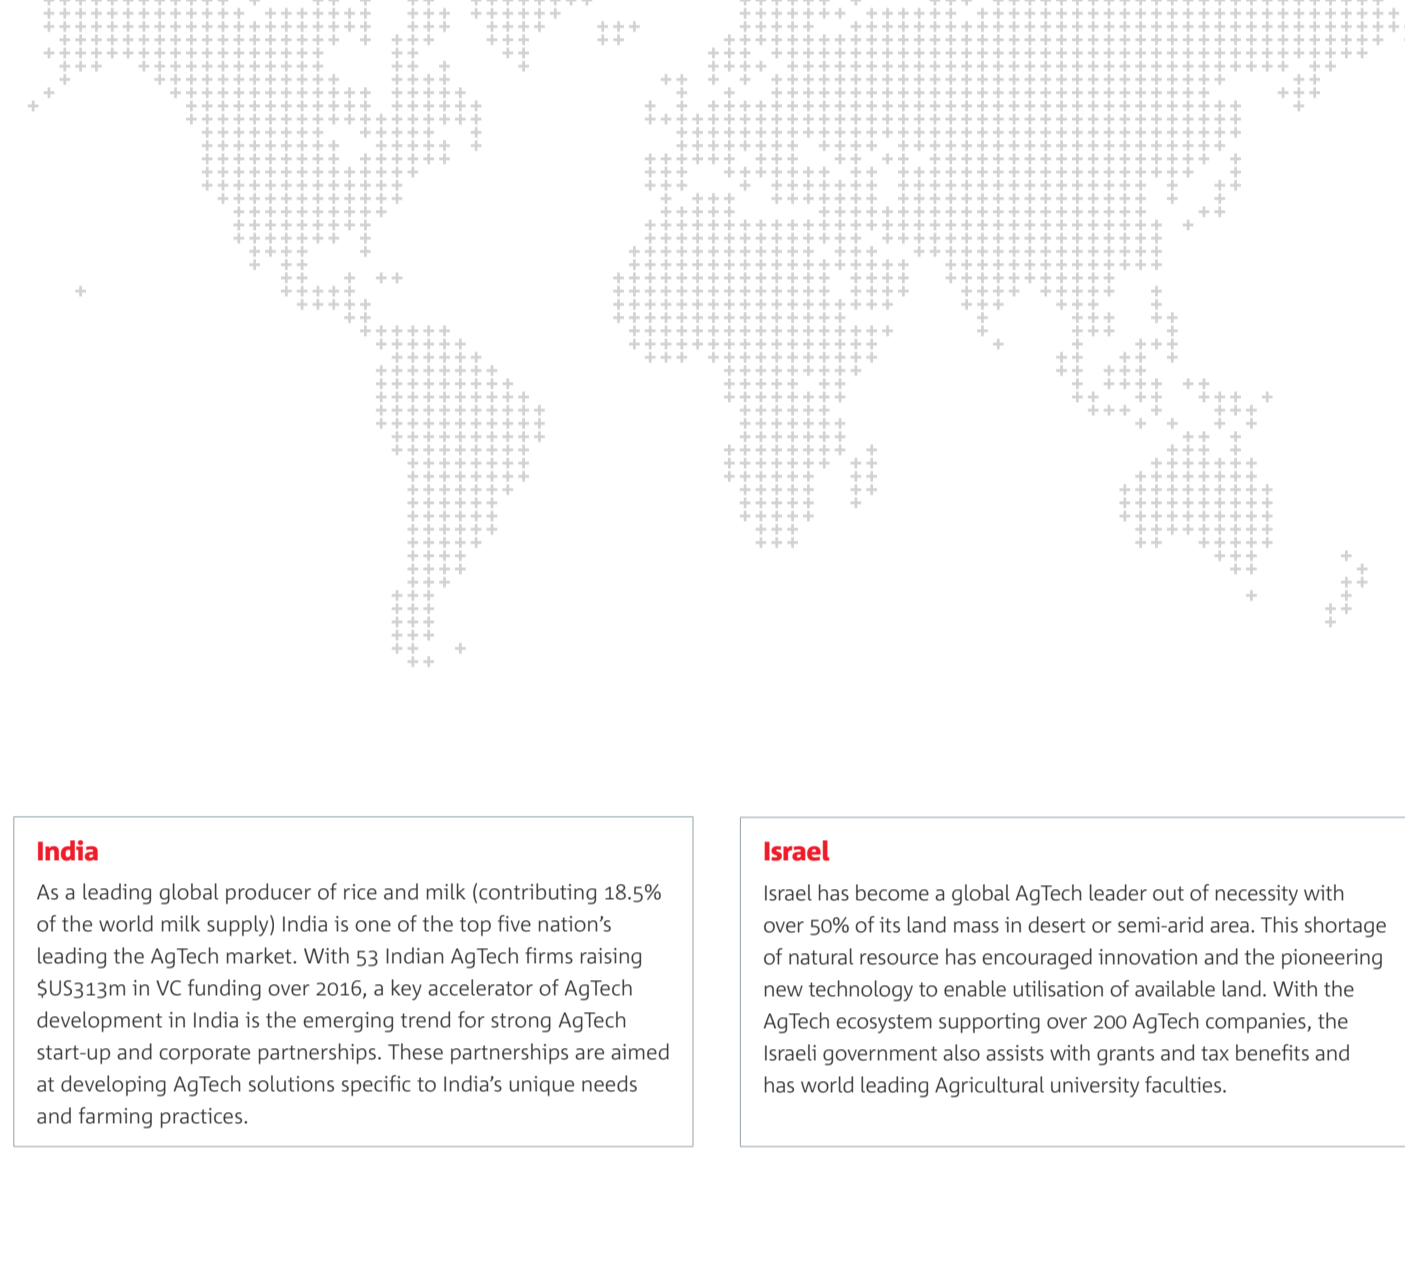 India
As a leading global producer of rice and milk (contributing 18.5%
of the world milk supply) India is one of the top five nation's
leading the AgTech market. With 53 Indian AgTech firms raising
$US313m in VC funding over 2016, a key accelerator of AgTech
development in India is the emerging trend for strong AgTech
start-up and corporate partnerships. These partnerships are aimed
at developing AgTech solutions specific to India's unique needs
and farming practices.
Israel
Israel has become a global AgTech leader out of necessity with
over 50% of its land mass in desert or semi-arid area. This shortage
of natural resource has encouraged innovation and the pioneering
new technology to enable utilisation of available land. With the
AgTech ecosystem supporting over 200 AgTech companies, the
Israeli government also assists with grants and tax benefits and
has world leading Agricultural university faculties.